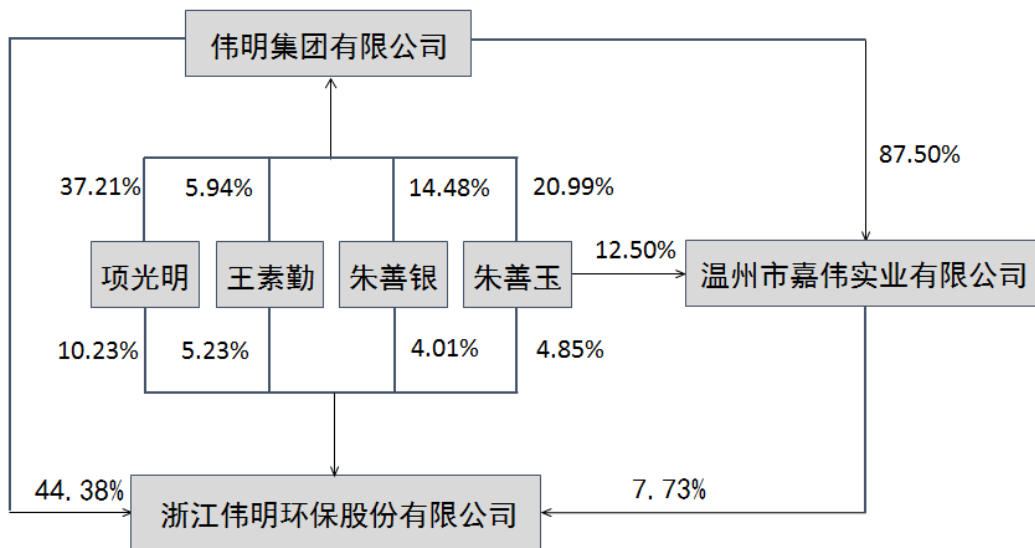 伟明集团有限公司
87.50%
37.21%
5.94%
14.48%
20.99%
12.50%
项光明
王素勤
朱善银
朱善玉
温州市嘉伟实业有限公司
10.23%
5.23%
4.01%
4.85%
44.38%
7.73%
浙江伟明环保股份有限公司